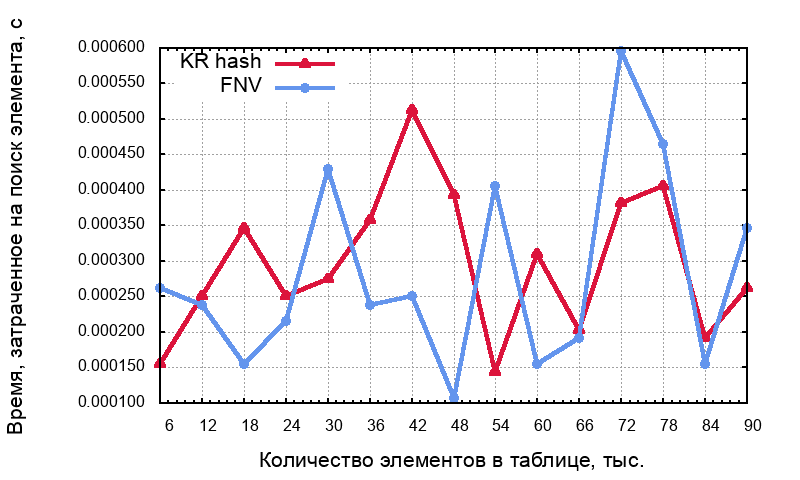 Время, затраченное на поиск элемента, с
0.000600
0.000550
0.000500
0.000450
0.000400
0.000350
0.000300
0.000250
0.000200
0.000150
0.000100
KR hash
FNV
6 12 18 24 30 36 42 48 54 60 66 72 78 84 90
Количество элементов в таблице, тыс.